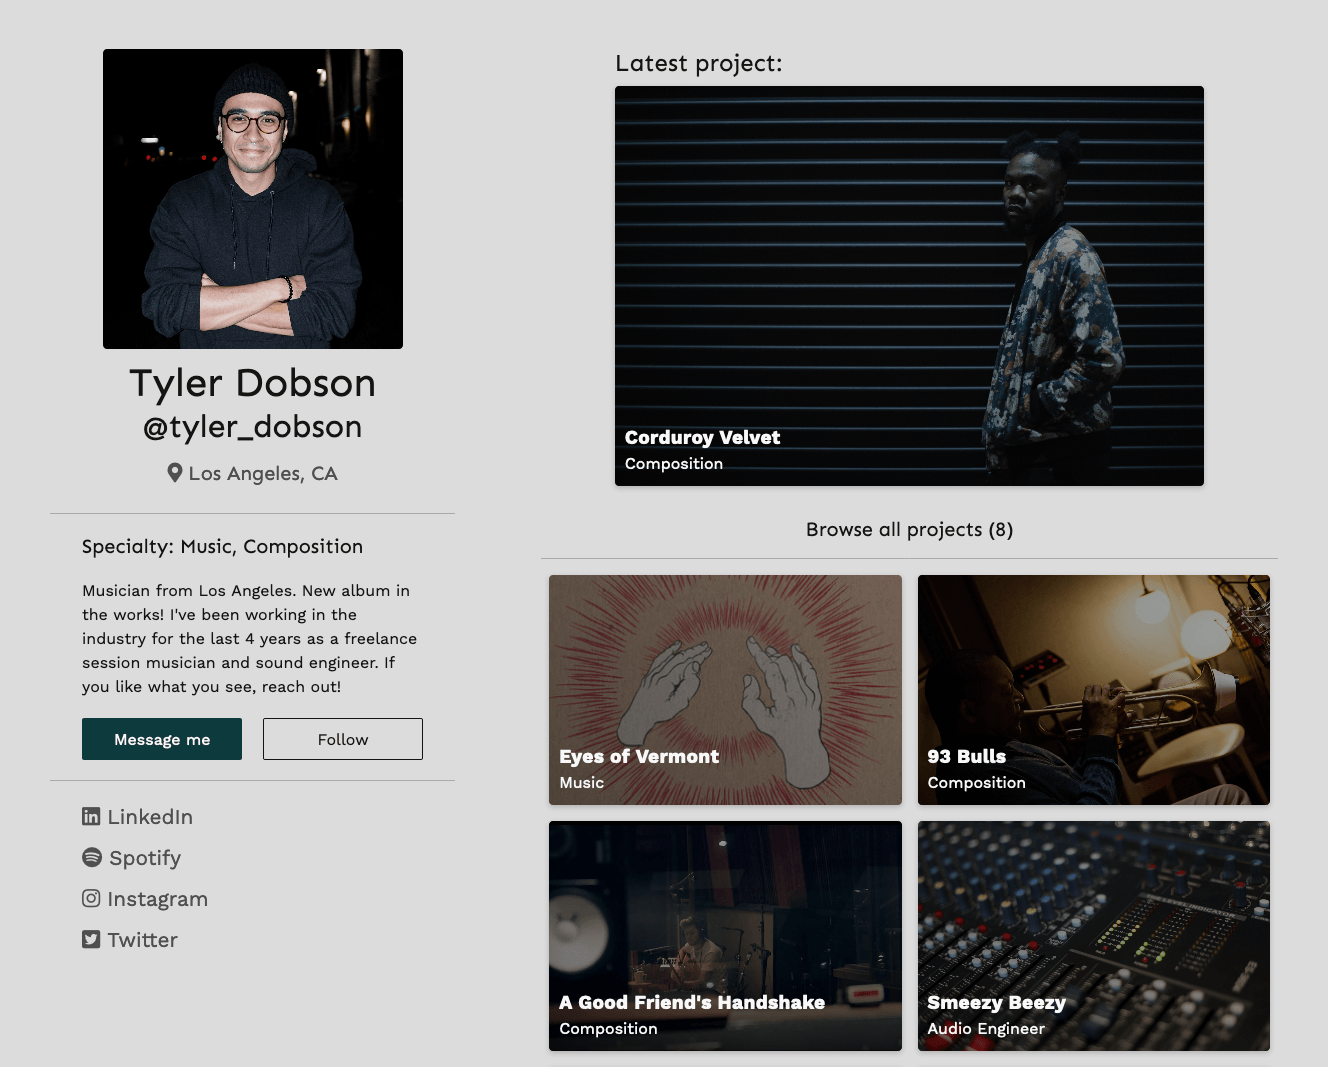 Tyler Dobson
@tyler_dobson
Los Angeles, CA
Specialty: Music, Composition
Musician from Los Angeles. New album in
the works! I've been working in the
industry for the last 4 years as a freelance
session musician and sound engineer. If
you like what you see, reach out!
Message me
Follow
LinkedIn
Spotify
Instagram
Twitter
Latest project:
Corduroy Velvet
Composition
Browse all projects (8)
Eyes of Vermont
Music
93 Bulls
Composition
A Good Friend's Handshake
Composition
Smeezy Beezy
Audio Engineer